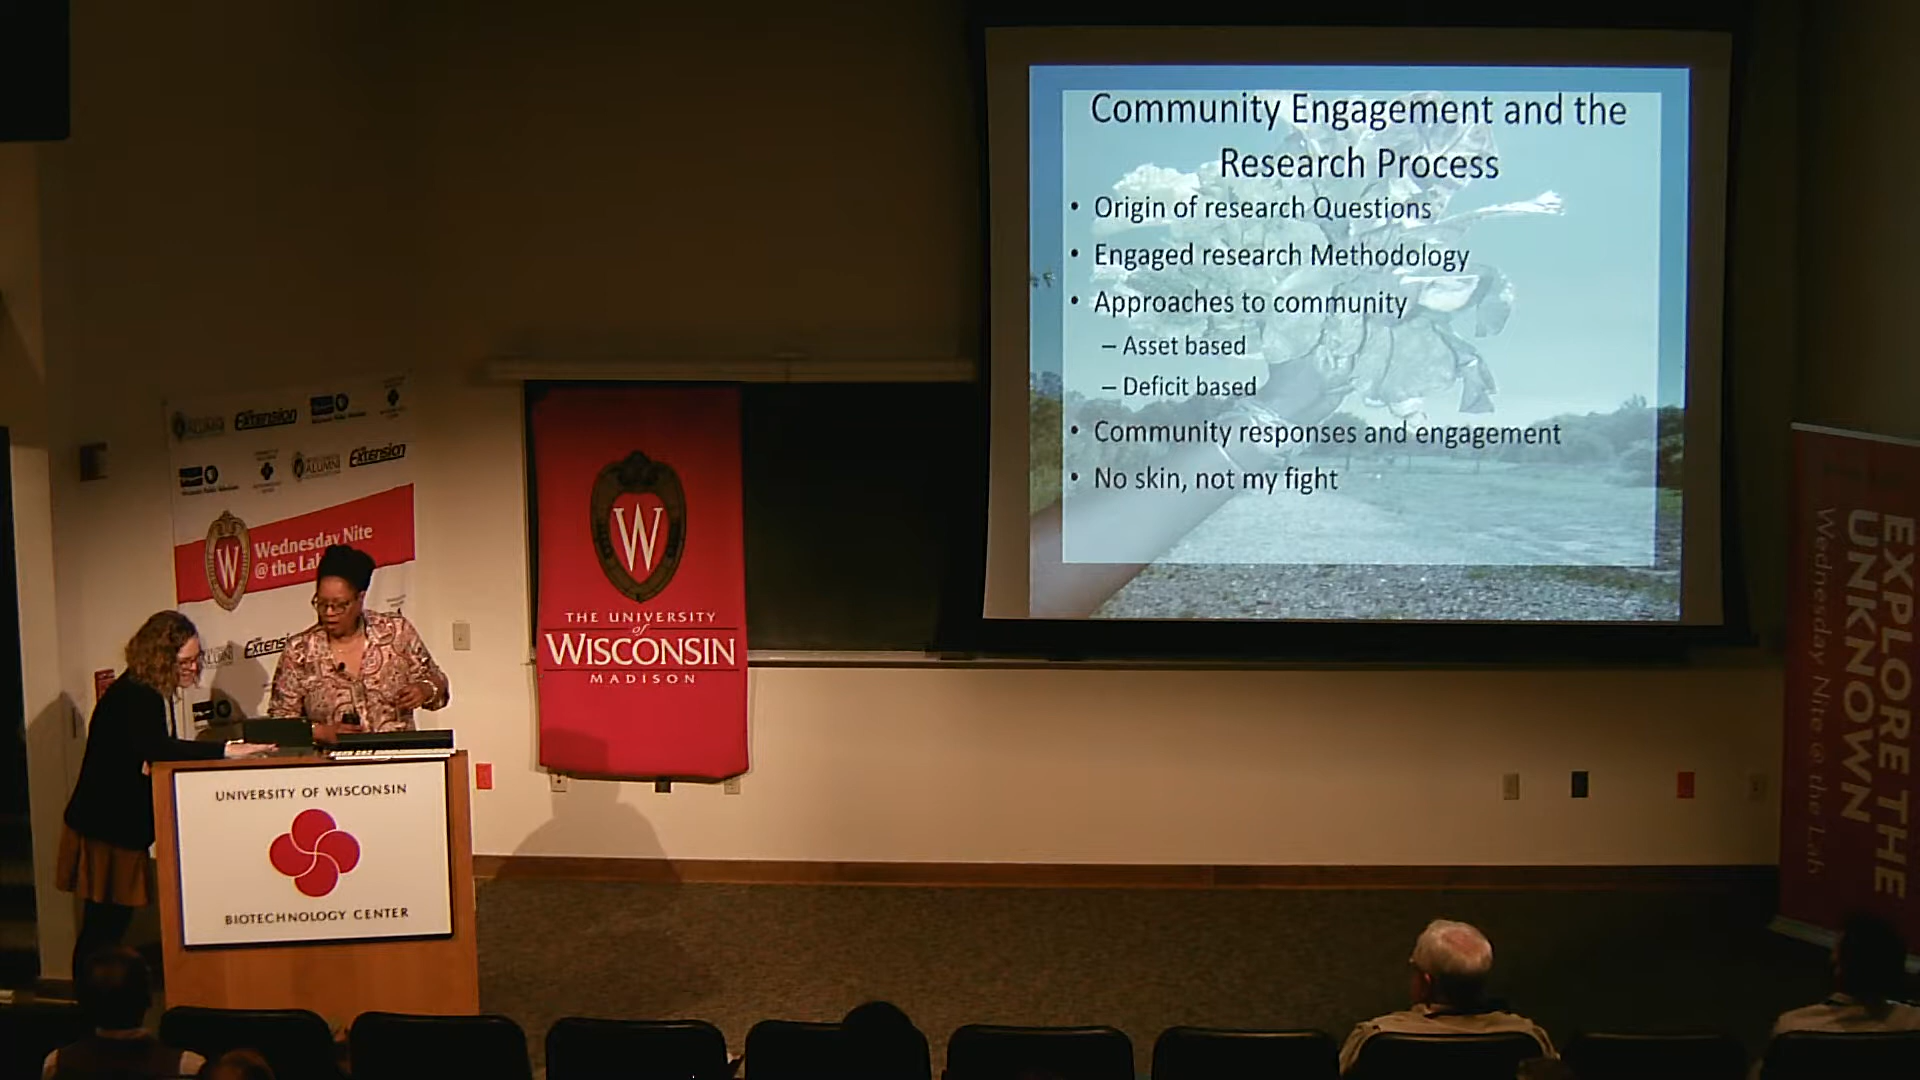 Community Engagement and the
Research Process
• Origin of research Questions
• Engaged research Methodology
• Approaches to community
– Asset based
– Deficit based
• Community responses and engagement
• No skin, not my fight
ALUMNI
Extension
Extension
ALUMNI
W
Wednesday Nite
@ the Lab
W
THE UNIVERSITY
of
WISCONSIN
MADISON
UNIVERSITY OF WISCONSIN
BIOTECHNOLOGY CENTER
EXPLORE THE
UNKNOWN
Wednesday Nite @ the Lab